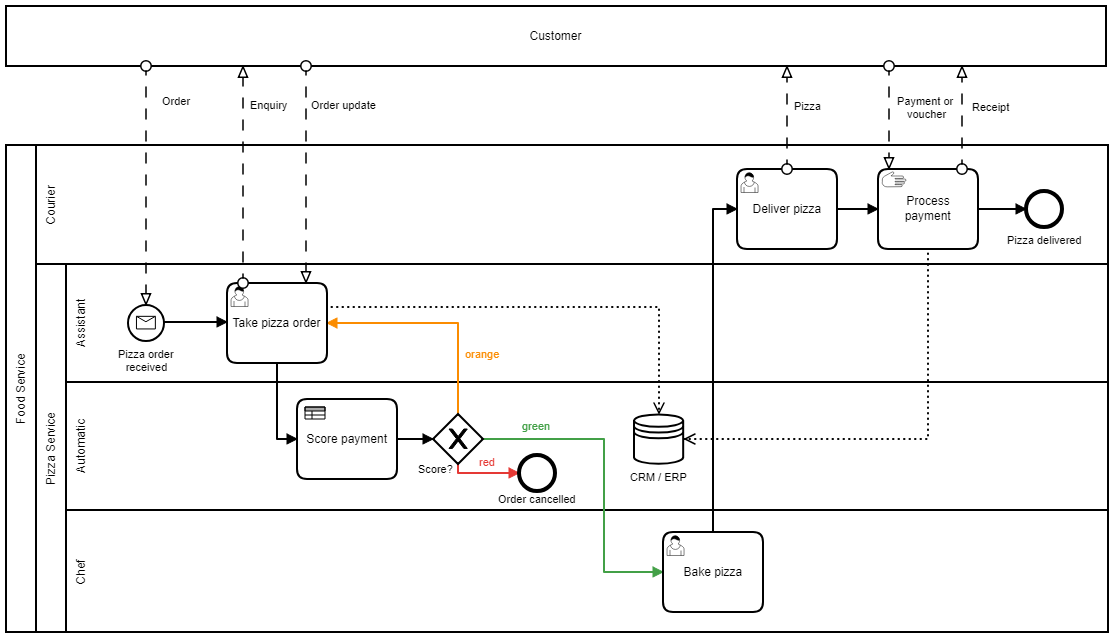 Customer
Order
Enquiry
Order update
Pizza
Payment or
voucher
Receipt
Food Service
Courier
Deliver pizza
Process
payment
Pizza delivered
Pizza Service
Assistant
Pizza order
received
Take pizza order
orange
Automatic
Score payment
Score?
green
red
Order cancelled
CRM / ERP
Chef
Bake pizza